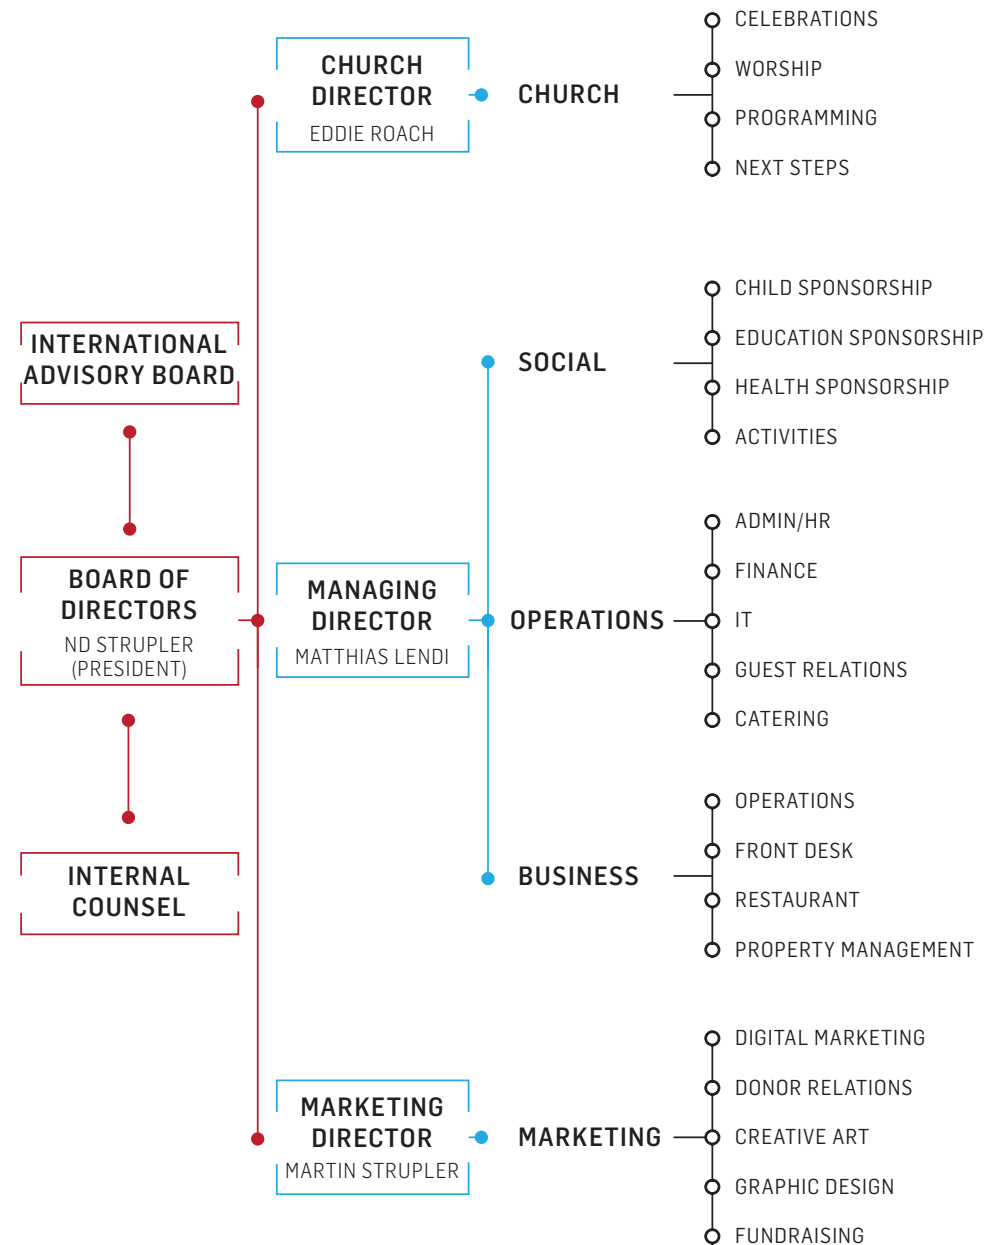 INTERNATIONAL
ADVISORY BOARD
BOARD OF
DIRECTORS
ND STRUPLER
(PRESIDENT)
INTERNAL
COUNSEL
CHURCH
DIRECTOR
EDDIE ROACH
CHURCH
CELEBRATIONS
WORSHIP
PROGRAMMING
NEXT STEPS
MANAGING
DIRECTOR
MATTHIAS LENDI
SOCIAL
CHILD SPONSORSHIP
EDUCATION SPONSORSHIP
HEALTH SPONSORSHIP
ACTIVITIES
OPERATIONS
ADMIN/HR
FINANCE
IT
GUEST RELATIONS
CATERING
BUSINESS
OPERATIONS
FRONT DESK
RESTAURANT
PROPERTY MANAGEMENT
MARKETING
DIRECTOR
MARTIN STRUPLER
MARKETING
DIGITAL MARKETING
DONOR RELATIONS
CREATIVE ART
GRAPHIC DESIGN
FUNDRAISING